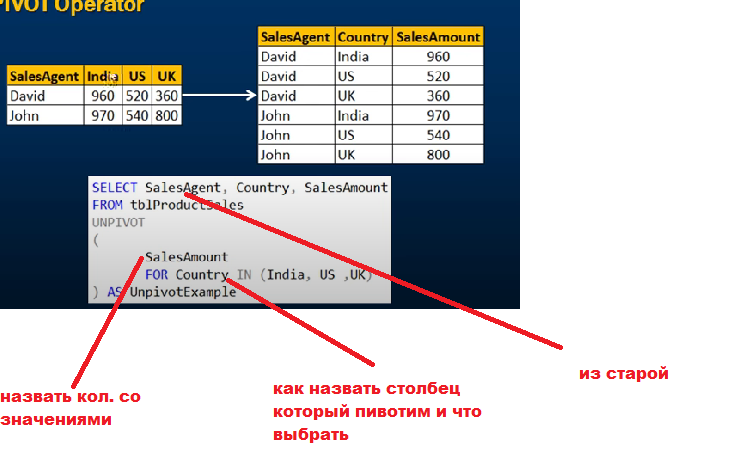 PIVOT Operator
SalesAgent India US UK
David 960 520 360
John 970 540 800
SalesAgent Country SalesAmount
David India 960
David US 520
David UK 360
John India 970
John US 540
John UK 800
SELECT SalesAgent, Country, SalesAmount
FROM tblProductSales
UNPIVOT
(
SalesAmount
FOR Country IN (India, US ,UK)
) AS UnpivotExample
из старой
назвать кол. со
значениями
как назвать столбец
который пивотим и что
выбрать